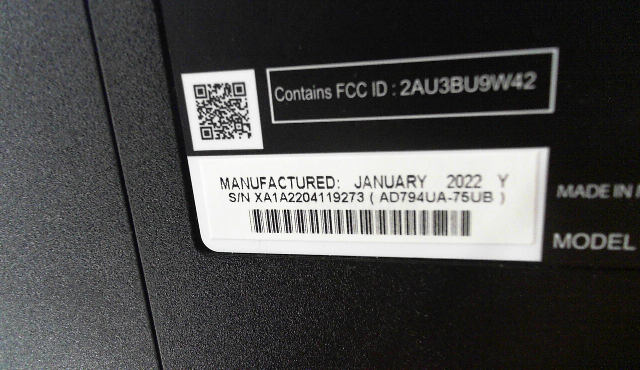 Contains FCC ID : 2AU3BU9W42
MANUFACTURED: JANUARY 2022 Y
S/N XA1A2204119273 ( AD794UA-75UB )
MADE IN
MODEL